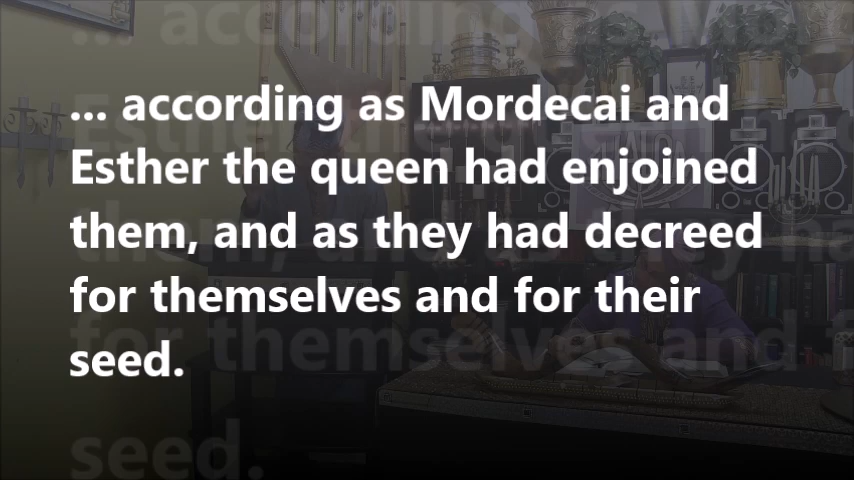 ... according as Mordecai and
Esther the queen had enjoined
them, and as they had decreed
for themselves and for their
seed.